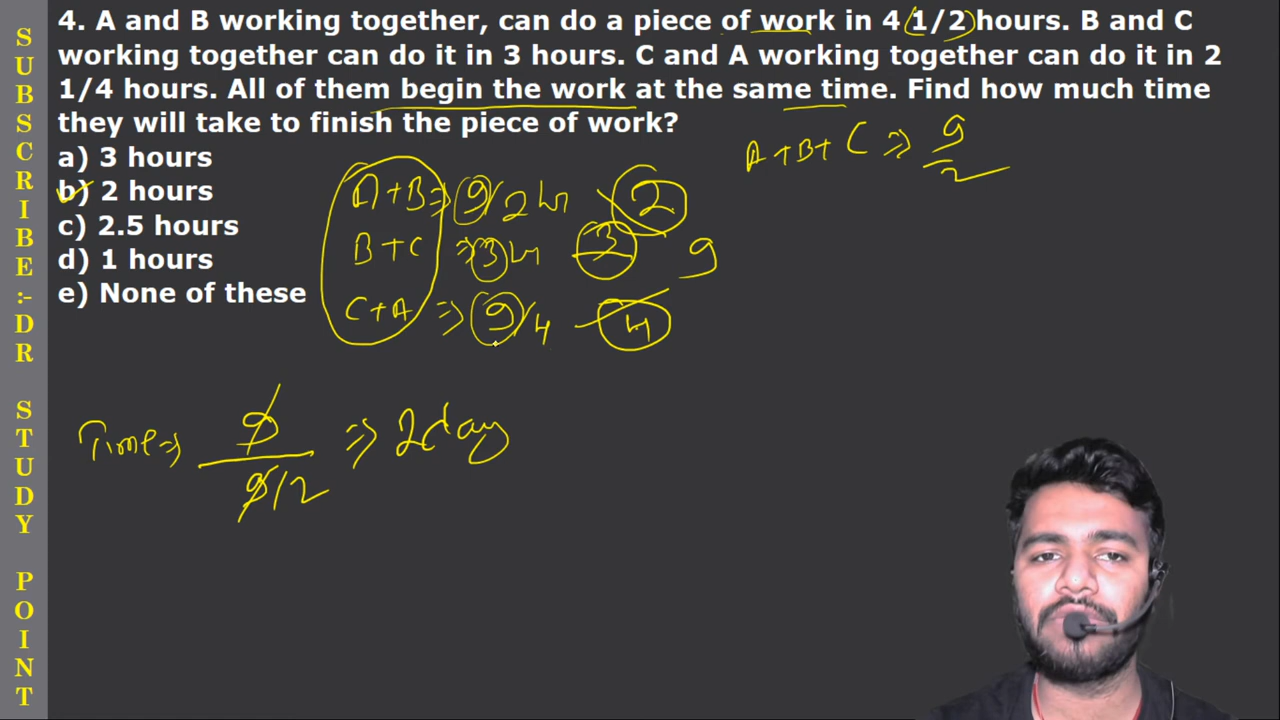 SUBSCRIBE:-DR STUDY POINT
4. A and B working together, can do a piece of work in 4 1/2 hours. B and C
working together can do it in 3 hours. C and A working together can do it in 2
1/4 hours. All of them begin the work at the same time. Find how much time
they will take to finish the piece of work?
a) 3 hours
b) 2 hours
c) 2.5 hours
d) 1 hours
e) None of these
A+B+C ⇒ 9/2
A+B ⇒ 9/2 hr 2
B+C ⇒ 3 hr 3 9
C+A ⇒ 9/4 4
Time ⇒ 9 / 9/2 ⇒ 2 day